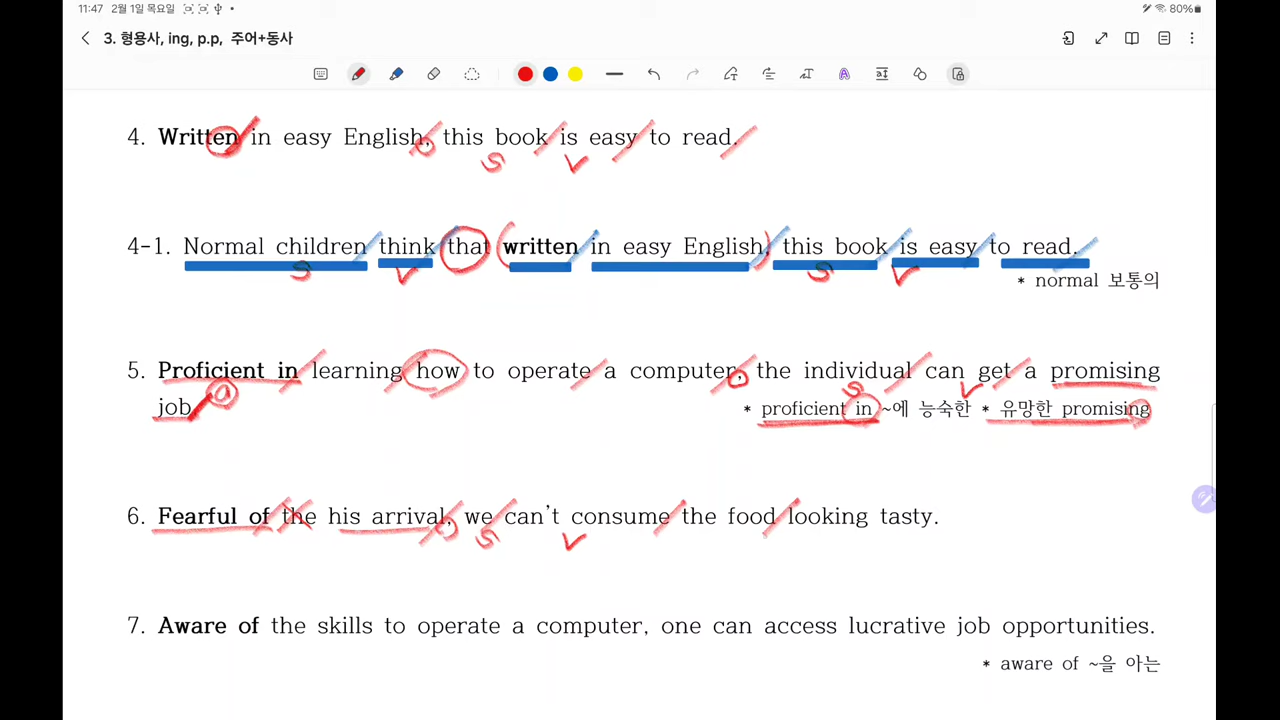 11:47 2월 1일 목요일
80%
3. 형용사, ing, p.p, 주어+동사
4. Written in easy English, this book is easy to read.
s v
4-1. Normal children think that (written in easy English,) this book is easy to read.
s v s v
* normal 보통의
5. Proficient in learning how to operate a computer, the individual can get a promising
s v
job
a
* proficient in ~에 능숙한 * 유망한 promising
6. Fearful of the his arrival, we can't consume the food looking tasty.
s v
7. Aware of the skills to operate a computer, one can access lucrative job opportunities.
* aware of ~을 아는